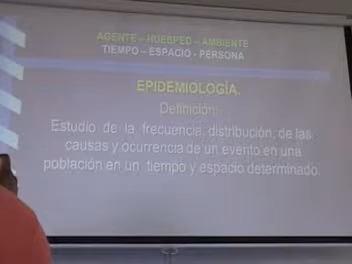 AGENTE – HUESPED – AMBIENTE
TIEMPO – ESPACIO - PERSONA
EPIDEMIOLOGÍA.
Definición:
Estudio de la frecuencia, distribución, de las
causas y ocurrencia de un evento en una
población en un tiempo y espacio determinado.